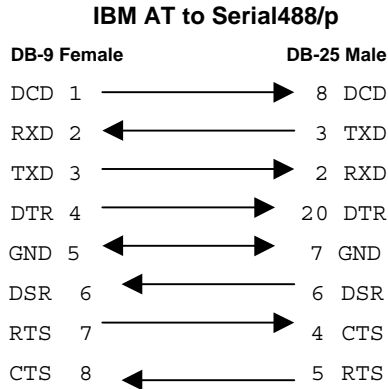 IBM AT to Serial488/p
DB-9 Female DB-25 Male
DCD 1 8 DCD
RXD 2 3 TXD
TXD 3 2 RXD
DTR 4 20 DTR
GND 5 7 GND
DSR 6 6 DSR
RTS 7 4 CTS
CTS 8 5 RTS